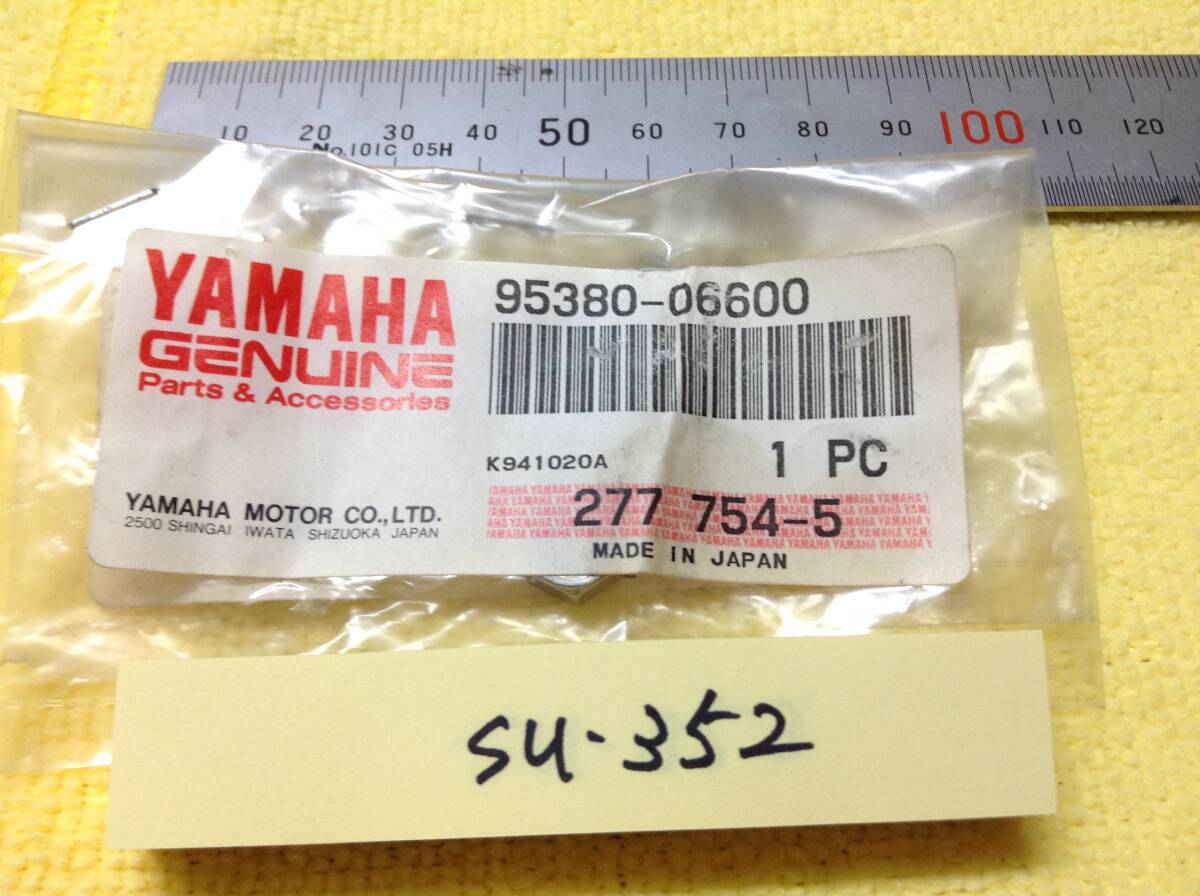 10 20 30 40 50 60 70 80 90 100 110 120
No.101C 05H
YAMAHA
GENUINE
Parts & Accessories
95380-06600
K941020A
1 PC
277 754-5
MADE IN JAPAN
YAMAHA MOTOR CO.,LTD.
2500 SHINGAI IWATA SHIZUOKA JAPAN
SU-352